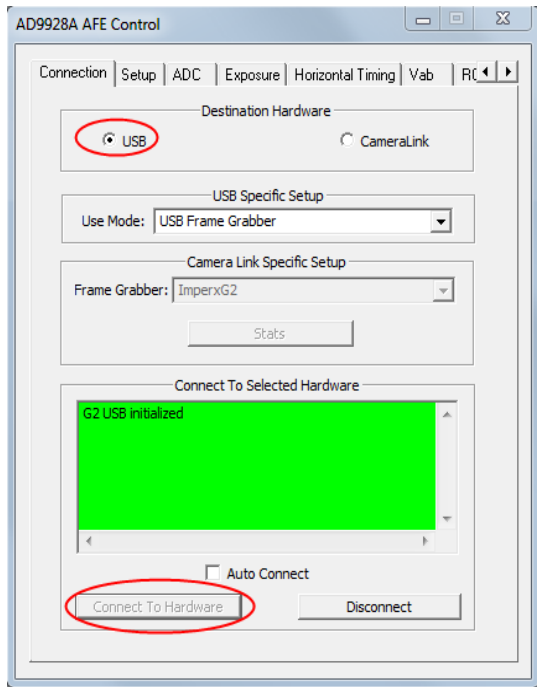 AD9928A AFE Control
Connection Setup ADC Exposure Horizontal Timing Vab
Destination Hardware
USB CameraLink
USB Specific Setup
Use Mode: USB Frame Grabber
Camera Link Specific Setup
Frame Grabber: ImperxG2
Stats
Connect To Selected Hardware
G2 USB initialized
Auto Connect
Connect To Hardware Disconnect